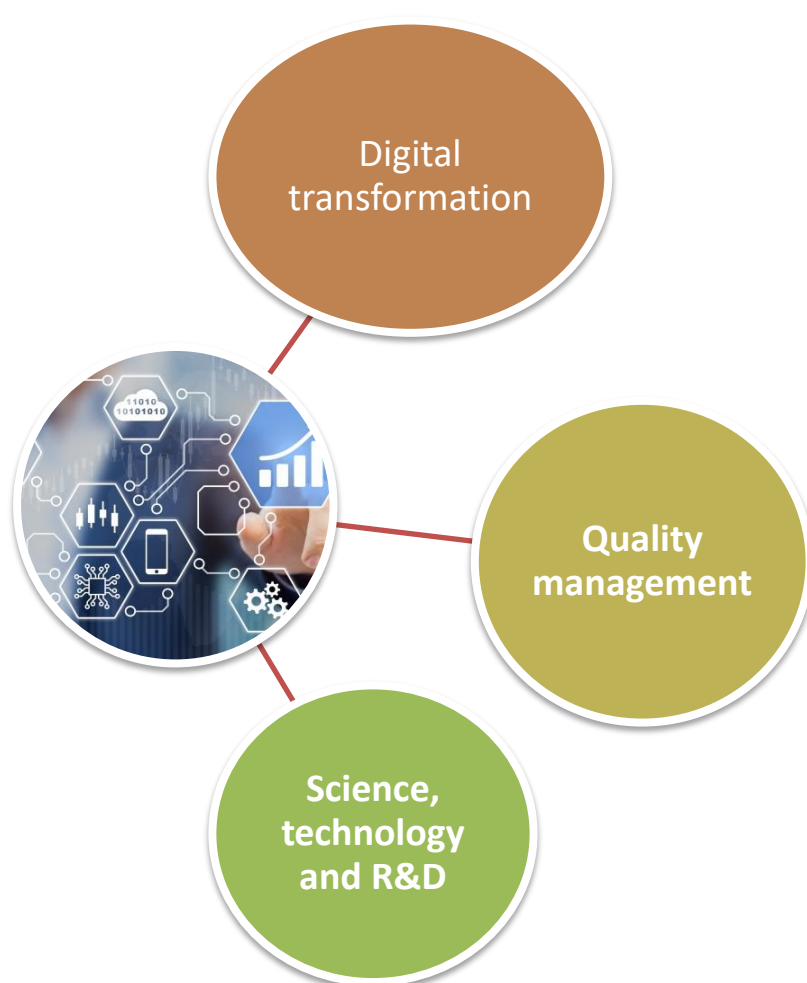 Digital
transformation
11010
10101010
Quality
management
Science,
technology
and R&D